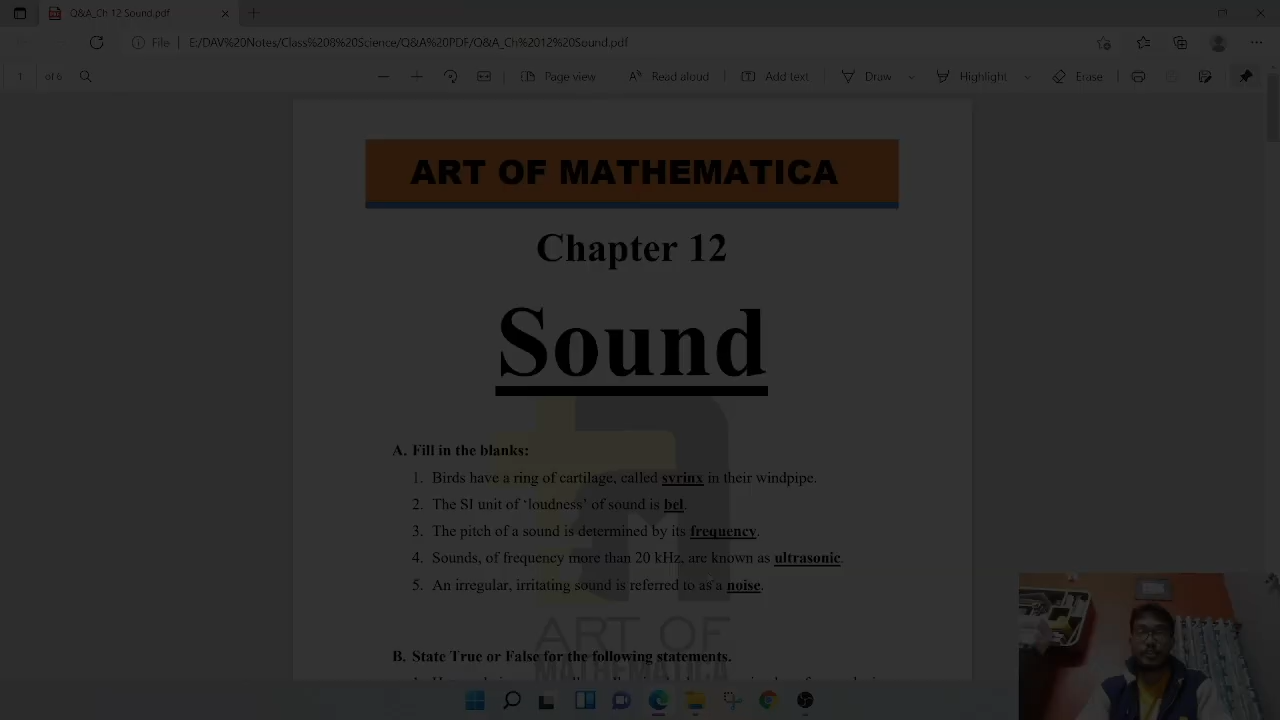 Q&A_Ch 12 Sound.pdf
File
E:/DAV%20Notes/Class%208%20Science/Q&A%20PDF/Q&A_Ch%2012%20Sound.pdf
1 of 6
Page view
Read aloud
Add text
Draw
Highlight
Erase
ART OF MATHEMATICA
Chapter 12
Sound
A. Fill in the blanks:
1. Birds have a ring of cartilage, called syrinx in their windpipe.
2. The SI unit of ‘loudness’ of sound is bel.
3. The pitch of a sound is determined by its frequency.
4. Sounds, of frequency more than 20 kHz, are known as ultrasonic.
5. An irregular, irritating sound is referred to as a noise.
ART OF
MATHEMATICA
B. State True or False for the following statements.